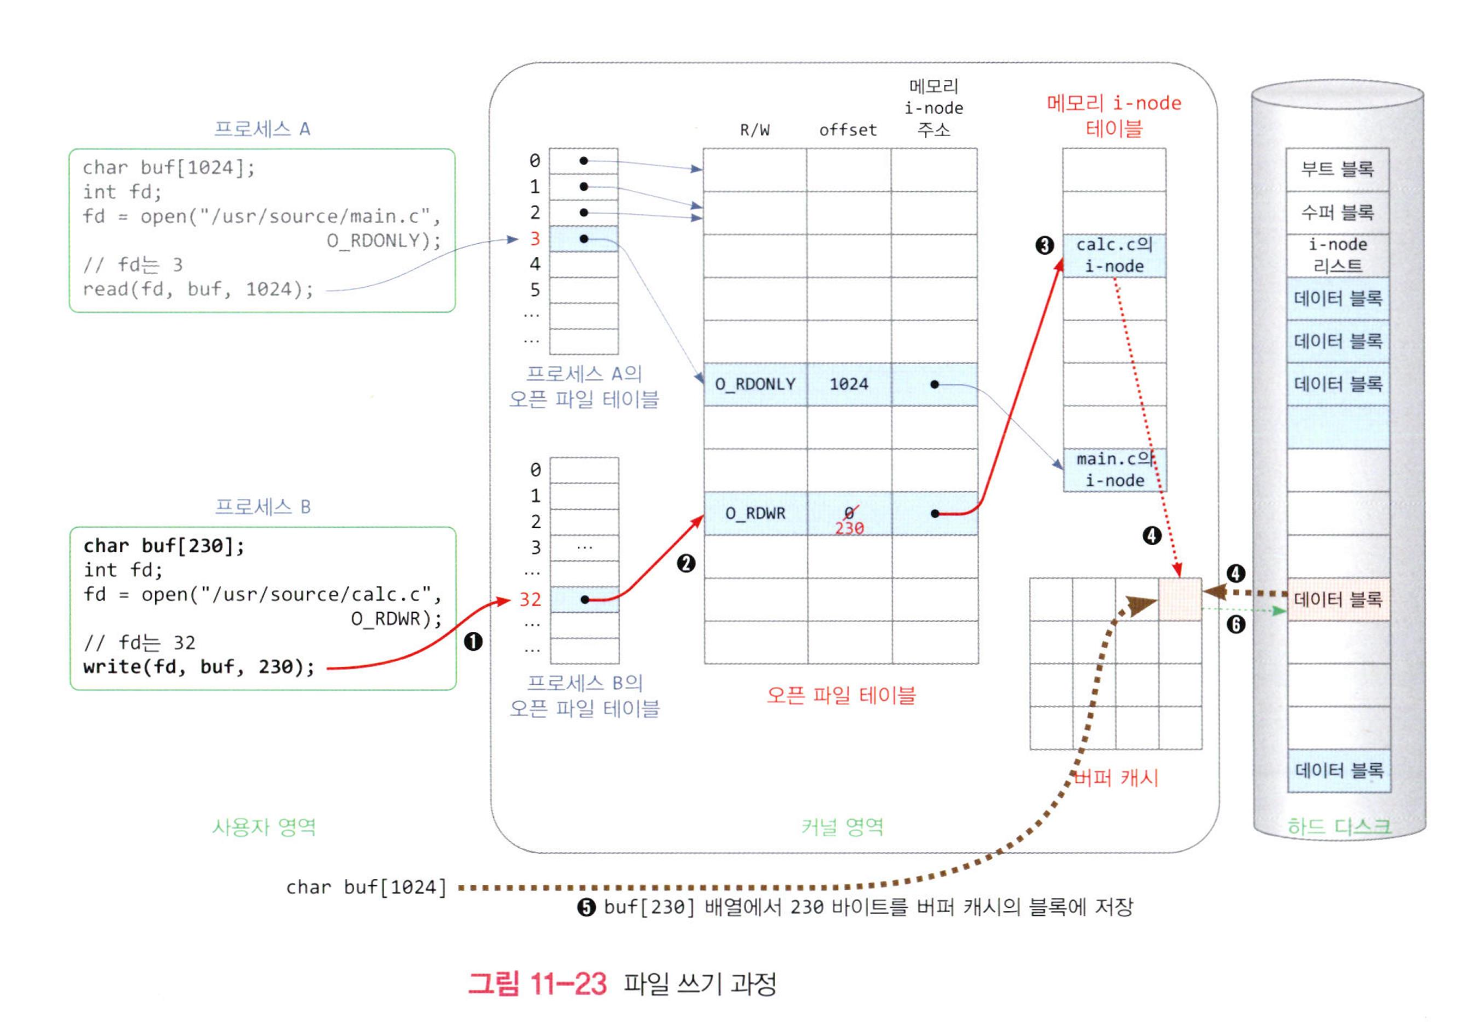 메모리
i-node
주소
R/W
offset
메모리 i-node
테이블
프로세스 A
char buf[1024];
int fd;
fd = open("/usr/source/main.c",
O_RDONLY);
// fd는 3
read(fd, buf, 1024);
0
1
2
3
4
5
...
...
프로세스 A의
오픈 파일 테이블
O_RDONLY
1024
❸
calc.c의
i-node
main.c의
i-node
부트 블록
수퍼 블록
i-node
리스트
데이터 블록
데이터 블록
데이터 블록
프로세스 B
char buf[230];
int fd;
fd = open("/usr/source/calc.c",
O_RDWR);
// fd는 32
write(fd, buf, 230);
❶
0
1
2
3
...
...
32
...
...
프로세스 B의
오픈 파일 테이블
❷
O_RDWR
0
230
오픈 파일 테이블
❹
❹
❻
데이터 블록
버퍼 캐시
데이터 블록
사용자 영역
커널 영역
하드 디스크
char buf[1024]
❺ buf[230] 배열에서 230 바이트를 버퍼 캐시의 블록에 저장
그림 11-23 파일 쓰기 과정